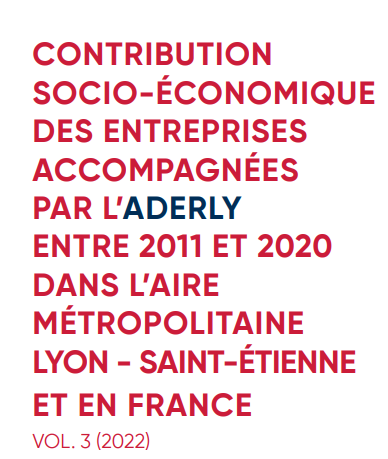 CONTRIBUTION
SOCIO-ÉCONOMIQUE
DES ENTREPRISES
ACCOMPAGNÉES
PAR L’ADERLY
ENTRE 2011 ET 2020
DANS L’AIRE
MÉTROPOLITAINE
LYON - SAINT-ÉTIENNE
ET EN FRANCE
VOL. 3 (2022)